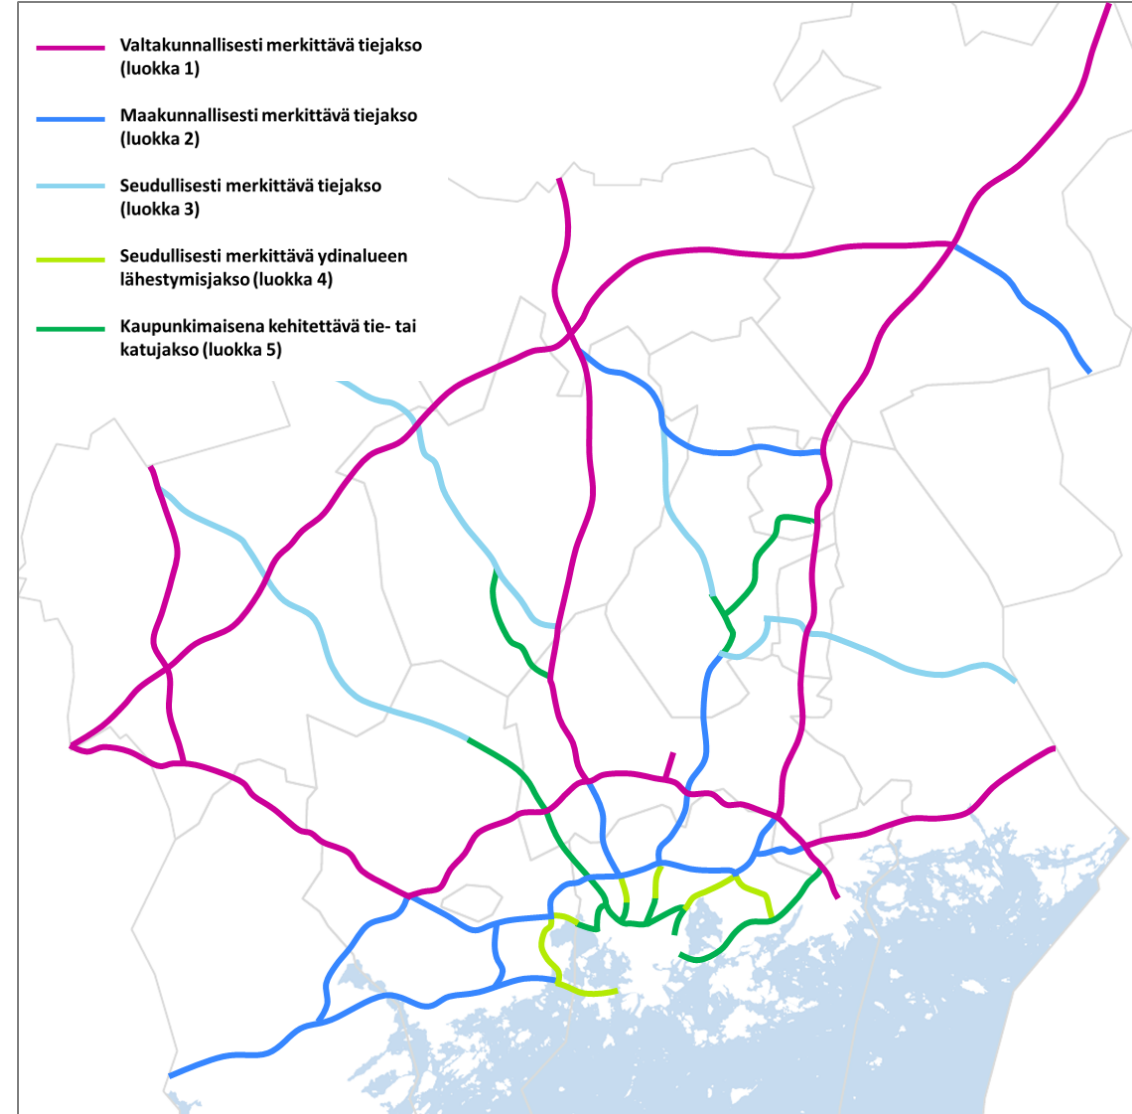 Valtakunnallisesti merkittävä tiejakso
(luokka 1)
Maakunnallisesti merkittävä tiejakso
(luokka 2)
Seudullisesti merkittävä tiejakso
(luokka 3)
Seudullisesti merkittävä ydinalueen
lähestymisjakso (luokka 4)
Kaupunkimaisena kehitettävä tie- tai
katujakso (luokka 5)